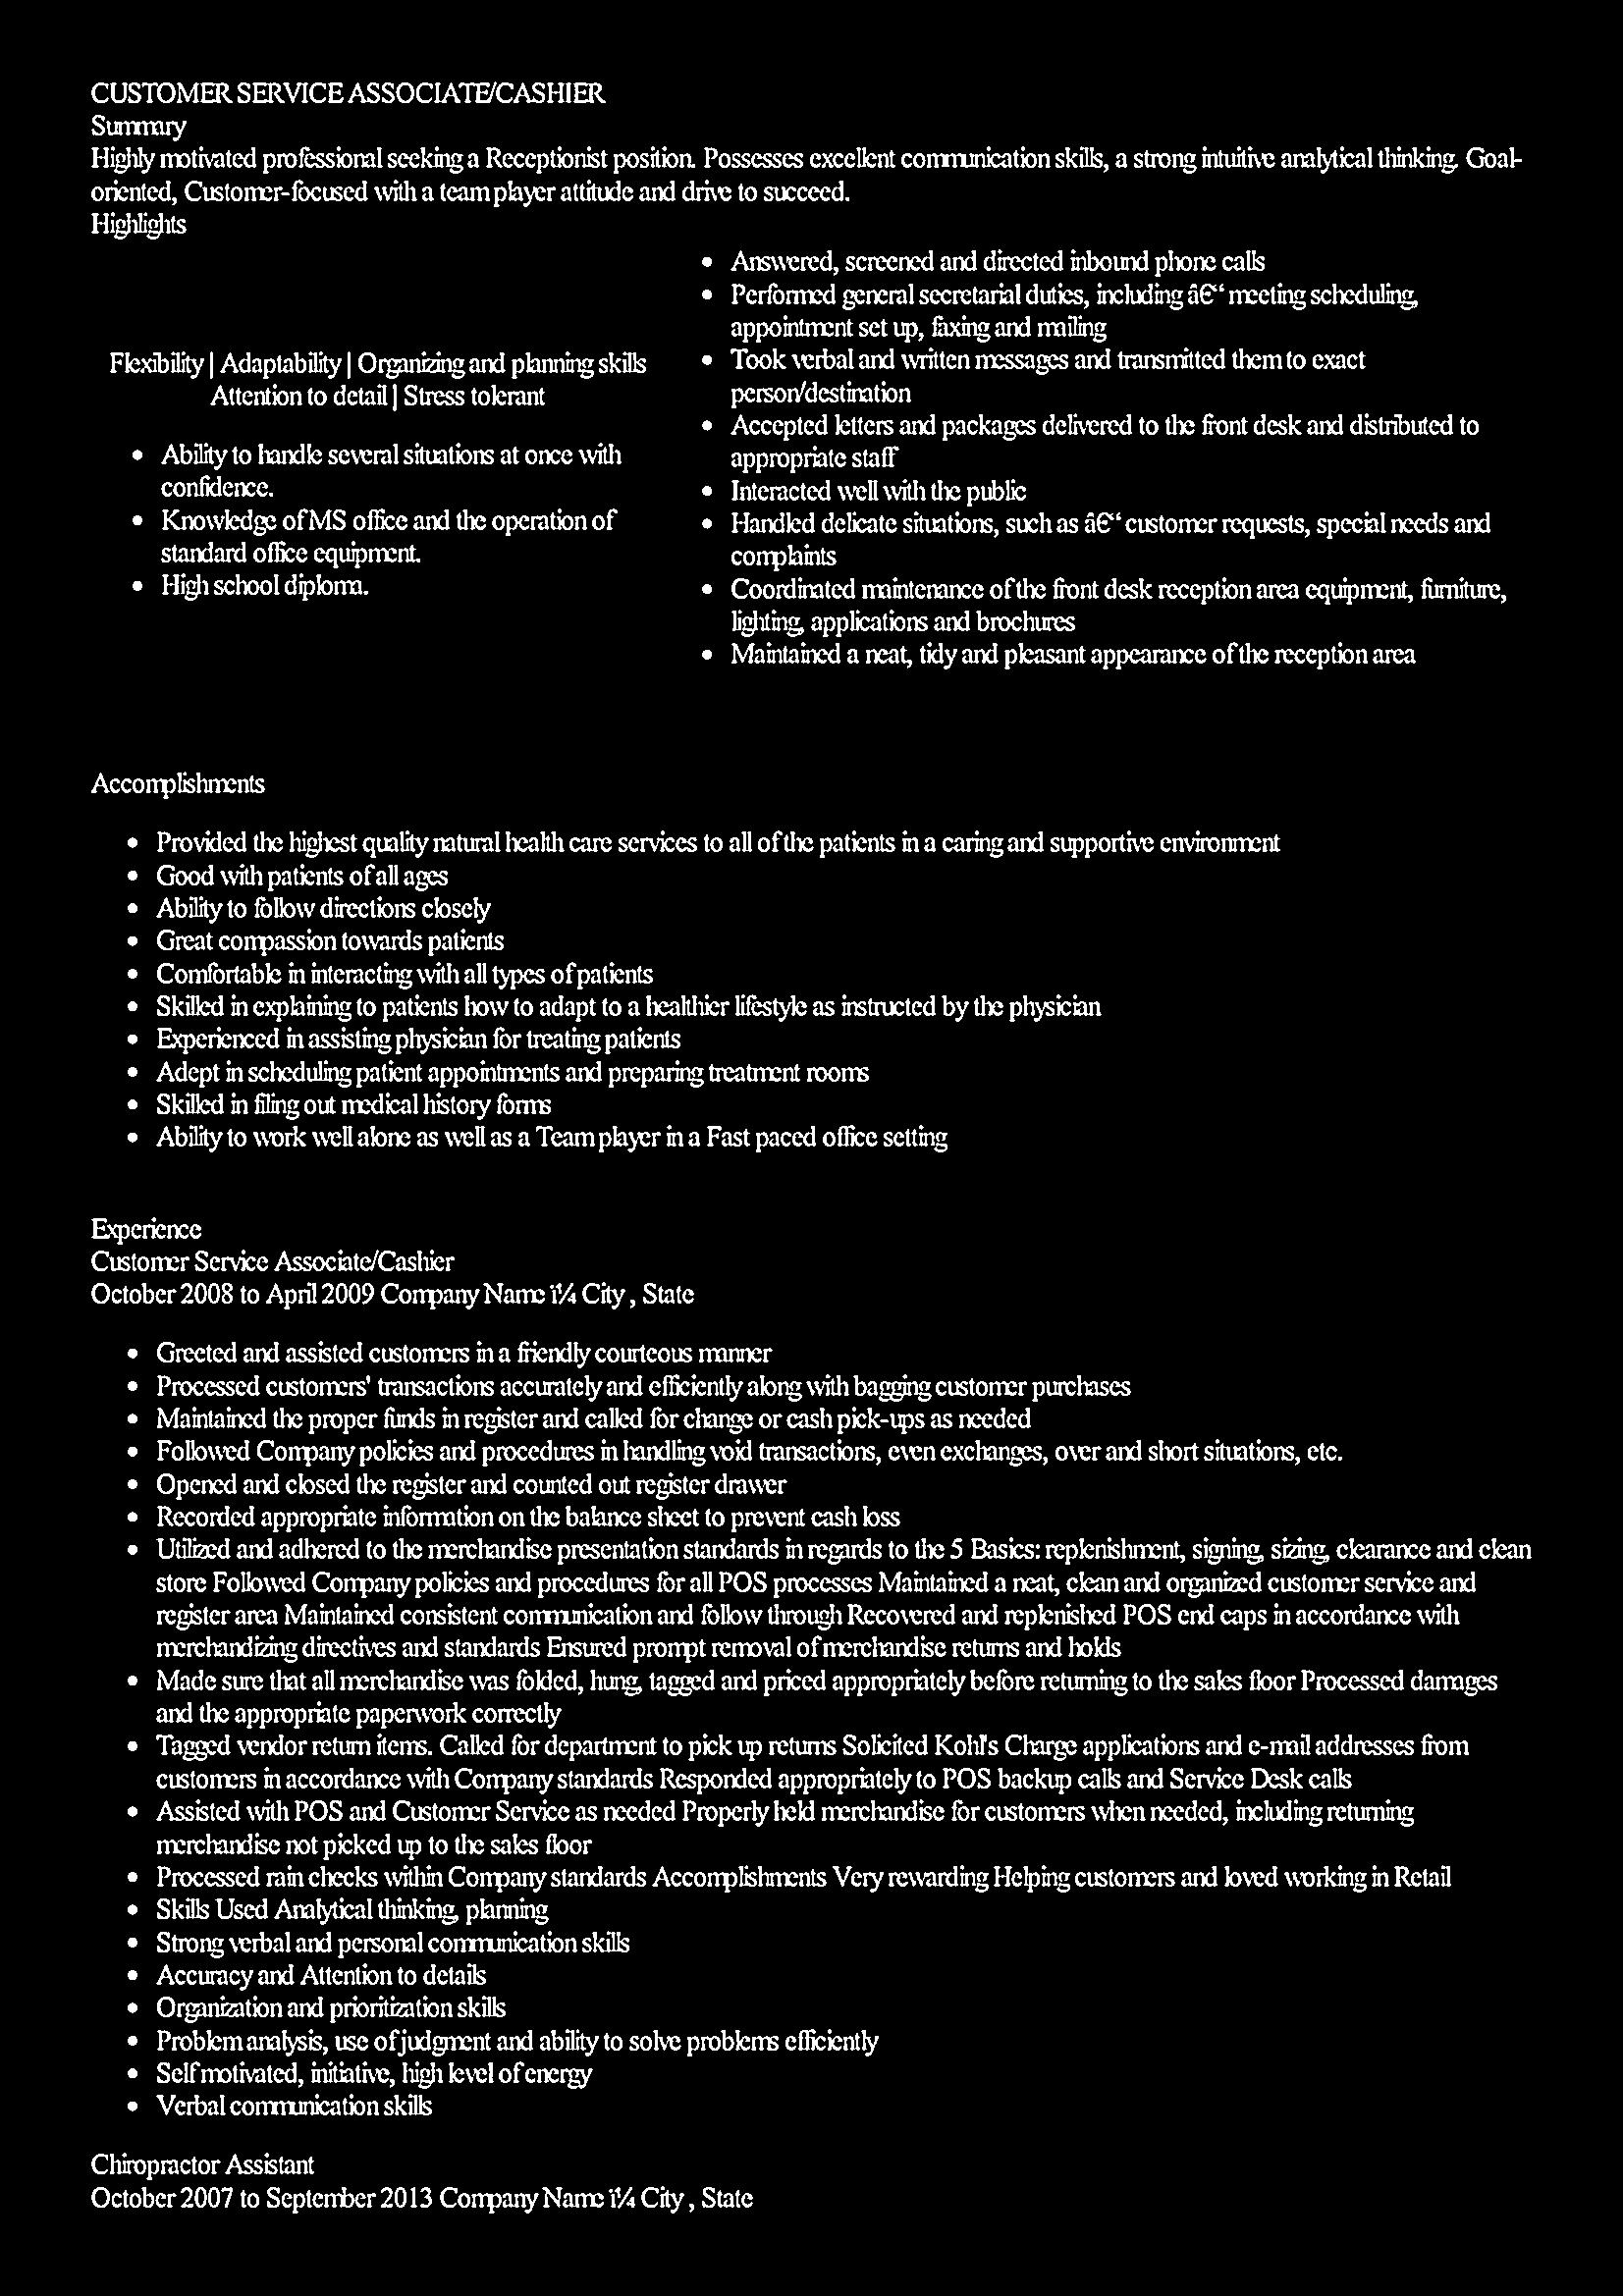 CUSTOMER SERVICE ASSOCIATE/CASHIER
Summary
Highly motivated professional seeking a Receptionist position. Possesses excellent communication skills, a strong intuitive analytical thinking. Goal-
oriented, Customer-focused with a team player attitude and drive to succeed.
Highlights
Flexibility | Adaptability | Organizing and planning skills
Attention to detail | Stress tolerant
• Ability to handle several situations at once with
confidence.
• Knowledge of MS office and the operation of
standard office equipment.
• High school diploma.
• Answered, screened and directed inbound phone calls
• Performed general secretarial duties, including â€“ meeting scheduling,
appointment set up, faxing and mailing
• Took verbal and written messages and transmitted them to exact
person/destination
• Accepted letters and packages delivered to the front desk and distributed to
appropriate staff
• Interacted well with the public
• Handled delicate situations, such as â€“ customer requests, special needs and
complaints
• Coordinated maintenance of the front desk reception area equipment, furniture,
lighting, applications and brochures
• Maintained a neat, tidy and pleasant appearance of the reception area
Accomplishments
• Provided the highest quality natural health care services to all of the patients in a caring and supportive environment
• Good with patients of all ages
• Ability to follow directions closely
• Great compassion towards patients
• Comfortable in interacting with all types of patients
• Skilled in explaining to patients how to adapt to a healthier lifestyle as instructed by the physician
• Experienced in assisting physician for treating patients
• Adept in scheduling patient appointments and preparing treatment rooms
• Skilled in filing out medical history forms
• Ability to work well alone as well as a Team player in a Fast paced office setting
Experience
Customer Service Associate/Cashier
October 2008 to April 2009 Company Name ï¼ City , State
• Greeted and assisted customers in a friendly courteous manner
• Processed customers' transactions accurately and efficiently along with bagging customer purchases
• Maintained the proper funds in register and called for change or cash pick-ups as needed
• Followed Company policies and procedures in handling void transactions, even exchanges, over and short situations, etc.
• Opened and closed the register and counted out register drawer
• Recorded appropriate information on the balance sheet to prevent cash loss
• Utilized and adhered to the merchandise presentation standards in regards to the 5 Basics: replenishment, signing, sizing, clearance and clean
store Followed Company policies and procedures for all POS processes Maintained a neat, clean and organized customer service and
register area Maintained consistent communication and follow through Recovered and replenished POS end caps in accordance with
merchandizing directives and standards Ensured prompt removal of merchandise returns and holds
• Made sure that all merchandise was folded, hung, tagged and priced appropriately before returning to the sales floor Processed damages
and the appropriate paperwork correctly
• Tagged vendor return items. Called for department to pick up returns Solicited Kohl's Charge applications and e-mail addresses from
customers in accordance with Company standards Responded appropriately to POS backup calls and Service Desk calls
• Assisted with POS and Customer Service as needed Properly held merchandise for customers when needed, including returning
merchandise not picked up to the sales floor
• Processed rain checks within Company standards Accomplishments Very rewarding Helping customers and loved working in Retail
• Skills Used Analytical thinking, planning
• Strong verbal and personal communication skills
• Accuracy and Attention to details
• Organization and prioritization skills
• Problem analysis, use of judgment and ability to solve problems efficiently
• Self motivated, initiative, high level of energy
• Verbal communication skills
Chiropractor Assistant
October 2007 to September 2013 Company Name ï¼ City , State